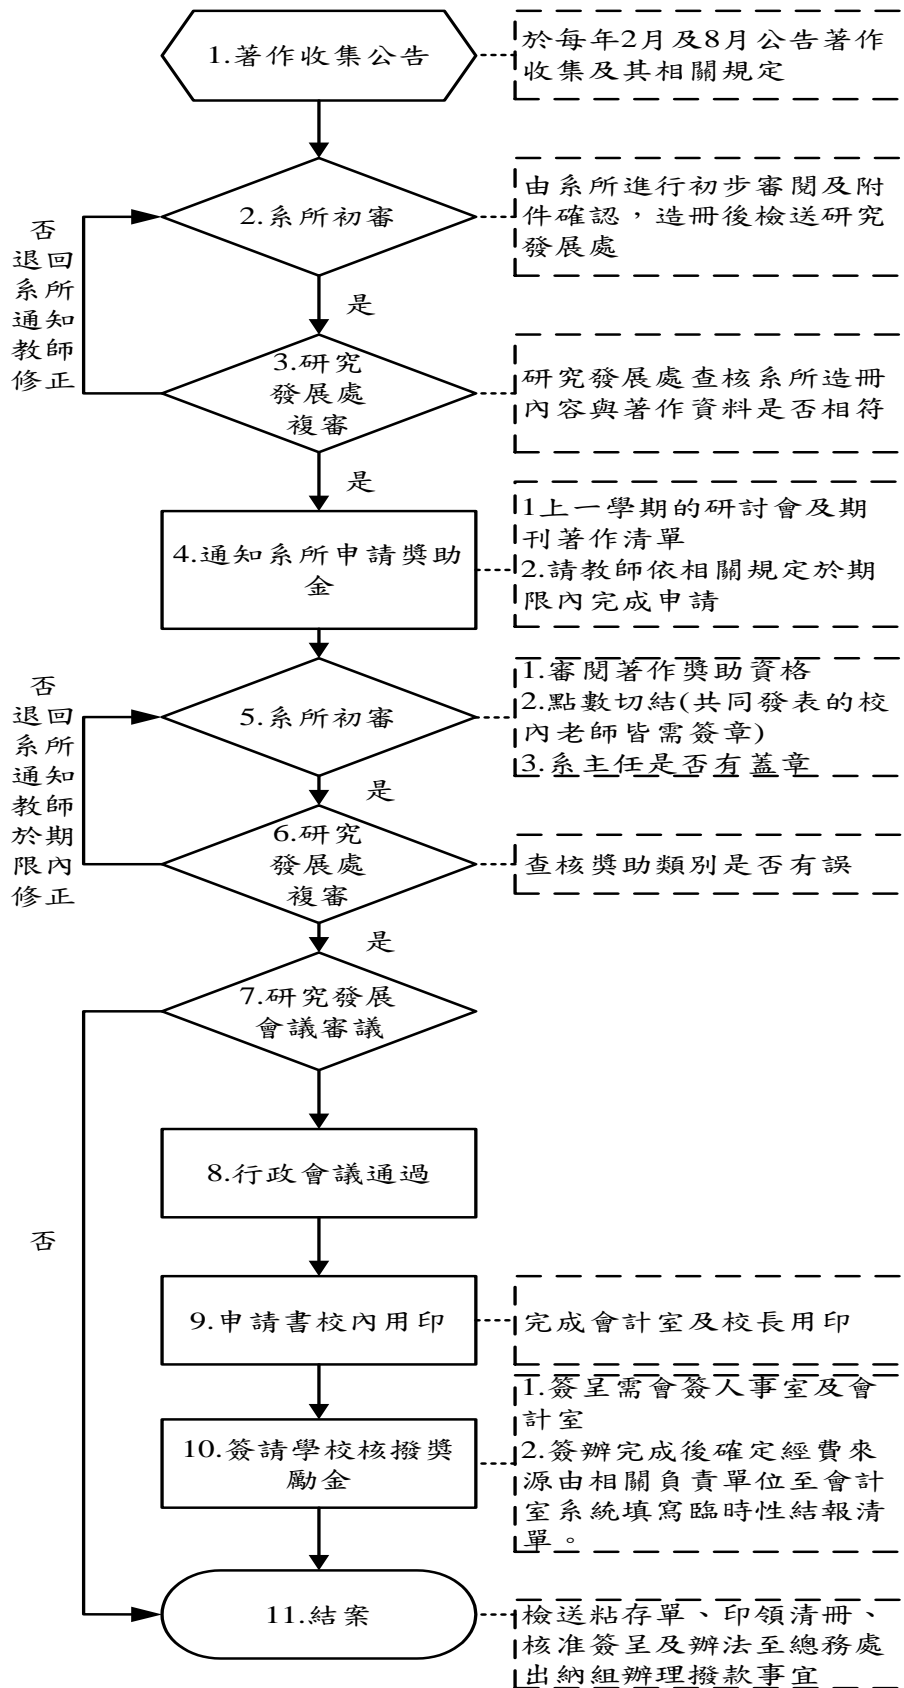 1.著作收集公告
於每年2月及8月公告著作
收集及其相關規定
2.系所初審
由系所進行初步審閱及附
件確認，造冊後檢送研究
發展處
否
退回
系所
通知
教師
修正
是
3.研究
發展處
複審
研究發展處查核系所造冊
內容與著作資料是否相符
是
4.通知系所申請獎助
金
1上一學期的研討會及期
刊著作清單
2.請教師依相關規定於期
限內完成申請
5.系所初審
1.審閱著作獎助資格
2.點數切結(共同發表的校
內老師皆需簽章)
3.系主任是否有蓋章
否
退回
系所
通知
教師
於期
限內
修正
是
6.研究
發展處
複審
查核獎助類別是否有誤
是
7.研究發展
會議審議
8.行政會議通過
否
9.申請書校內用印
完成會計室及校長用印
10.簽請學校核撥獎
勵金
1.簽呈需會簽人事室及會
計室
2.簽辦完成後確定經費來
源由相關負責單位至會計
室系統填寫臨時性結報清
單。
11.結案
檢送粘存單、印領清冊、
核准簽呈及辦法至總務處
出納組辦理撥款事宜